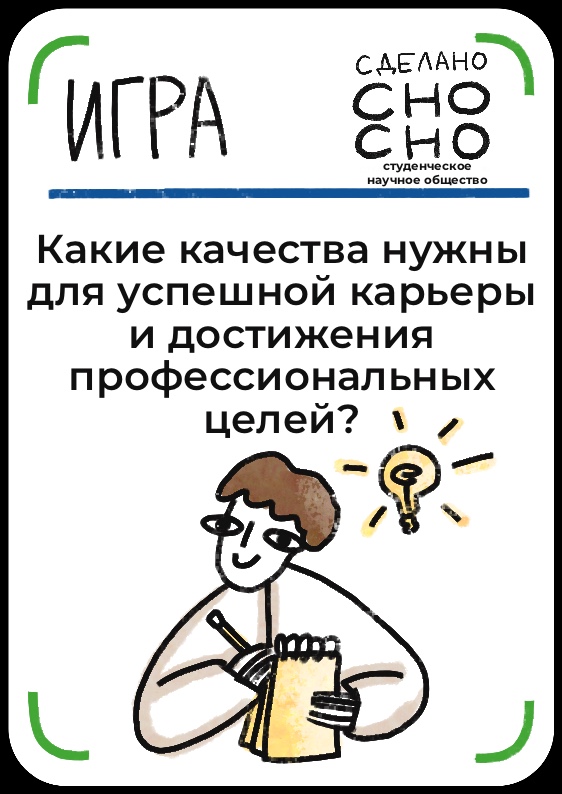 ИГРА
СДЕЛАНО
СНО
СНО
студенческое
научное общество
Какие качества нужны
для успешной карьеры
и достижения
профессиональных
целей?